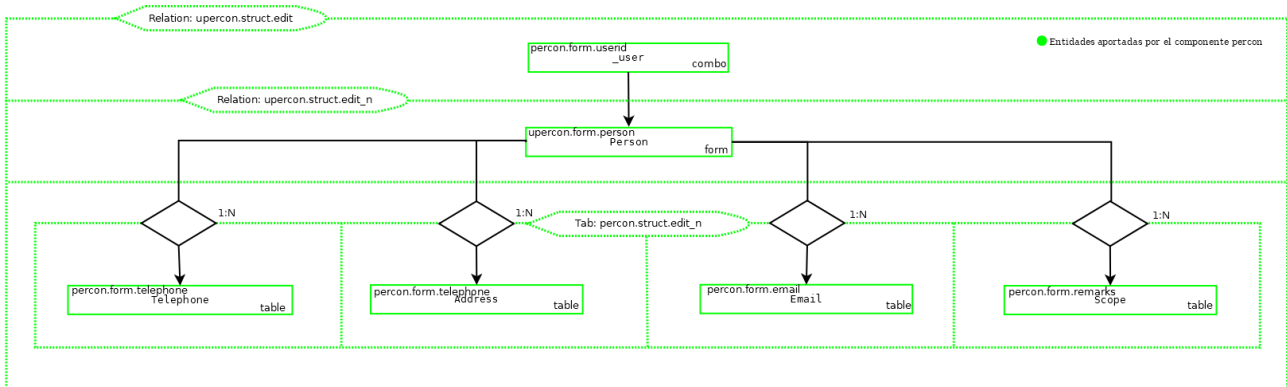 Relation: upercon.struct.edit
Entidades aportadas por el componente percon
percon.form.userid
_user
combo
Relation: upercon.struct.edit_n
upercon.form.person
Person
form
1:N
1:N
1:N
1:N
Tab: percon.struct.edit_n
percon.form.telephone
Telephone
table
percon.form.telephone
Address
table
percon.form.email
Email
table
percon.form.remarks
Scope
table